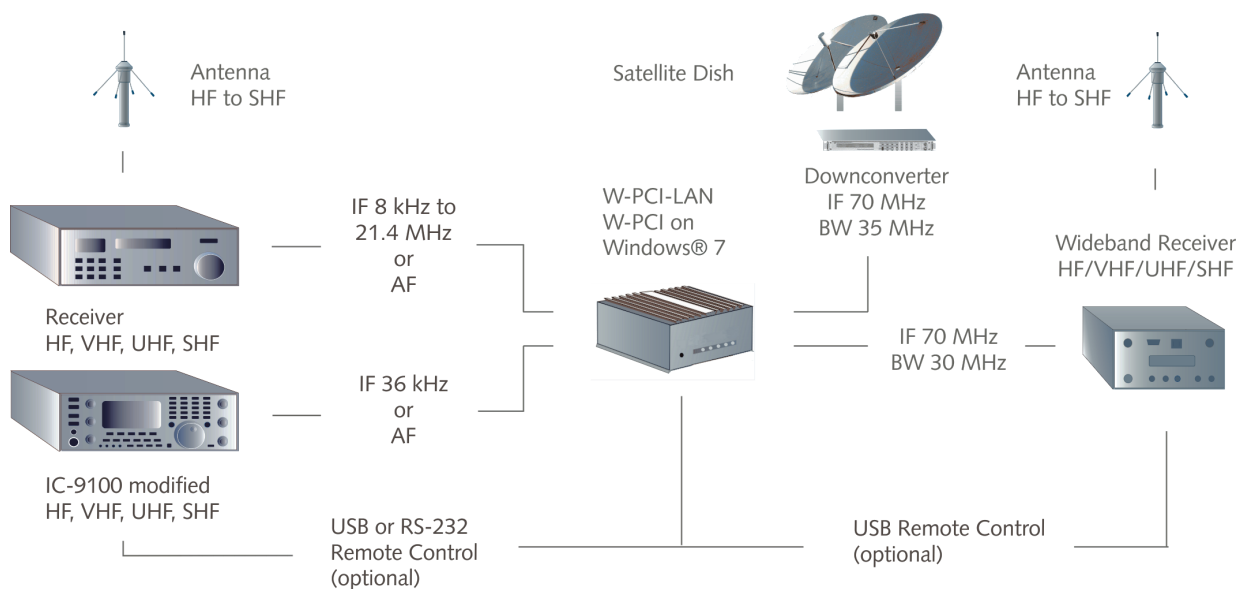 Antenna
HF to SHF
Satellite Dish
Antenna
HF to SHF
Downconverter
IF 70 MHz
BW 35 MHz
W-PCI-LAN
W-PCI on
Windows® 7
IF 8 kHz to
21.4 MHz
or
AF
Wideband Receiver
HF/VHF/UHF/SHF
Receiver
HF, VHF, UHF, SHF
IF 70 MHz
BW 30 MHz
IF 36 kHz
or
AF
IC-9100 modified
HF, VHF, UHF, SHF
USB or RS-232
Remote Control
(optional)
USB Remote Control
(optional)